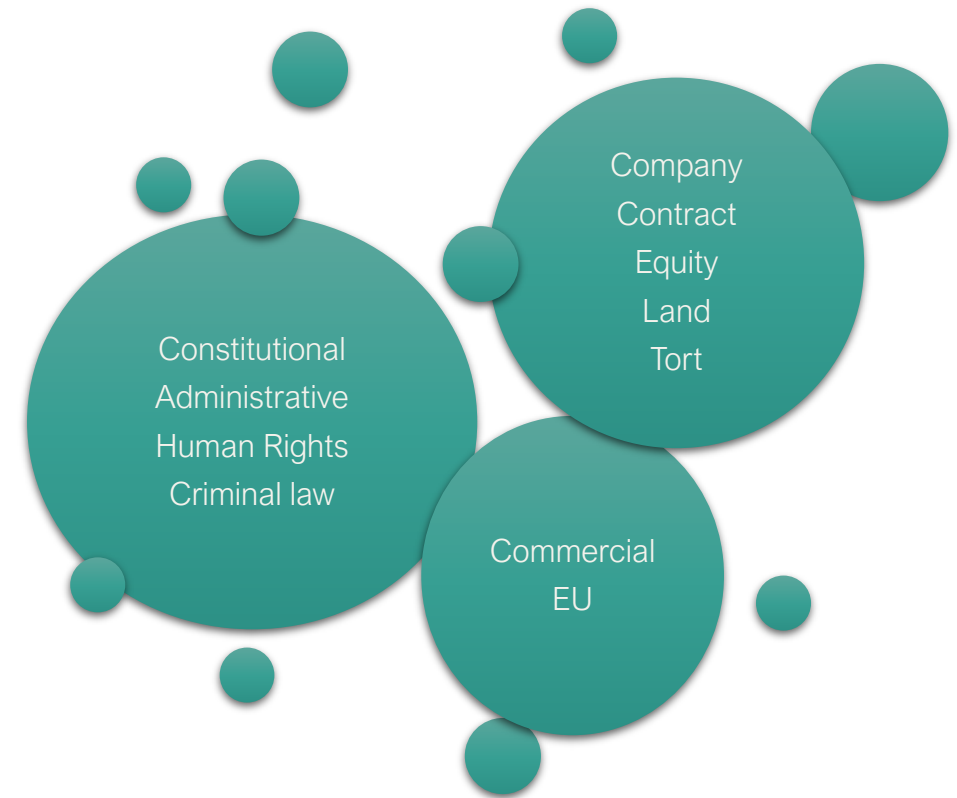 Company
Contract
Equity
Land
Tort
Constitutional
Administrative
Human Rights
Criminal law
Commercial
EU